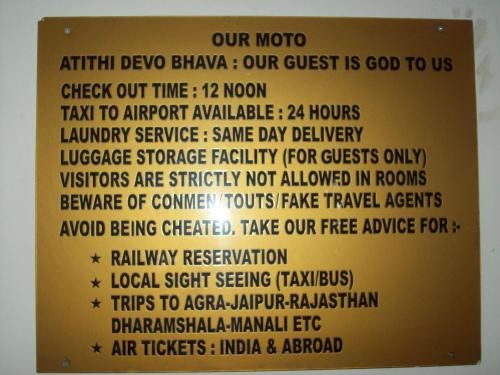 OUR MOTO
ATITHI DEVO BHAVA : OUR GUEST IS GOD TO US
CHECK OUT TIME : 12 NOON
TAXI TO AIRPORT AVAILABLE : 24 HOURS
LAUNDRY SERVICE : SAME DAY DELIVERY
LUGGAGE STORAGE FACILITY (FOR GUESTS ONLY)
VISITORS ARE STRICTLY NOT ALLOWED IN ROOMS
BEWARE OF CONMEN/TOUTS/FAKE TRAVEL AGENTS
AVOID BEING CHEATED. TAKE OUR FREE ADVICE FOR :-
★ RAILWAY RESERVATION
★ LOCAL SIGHT SEEING (TAXI/BUS)
★ TRIPS TO AGRA-JAIPUR-RAJASTHAN
DHARAMSHALA-MANALI ETC
★ AIR TICKETS : INDIA & ABROAD